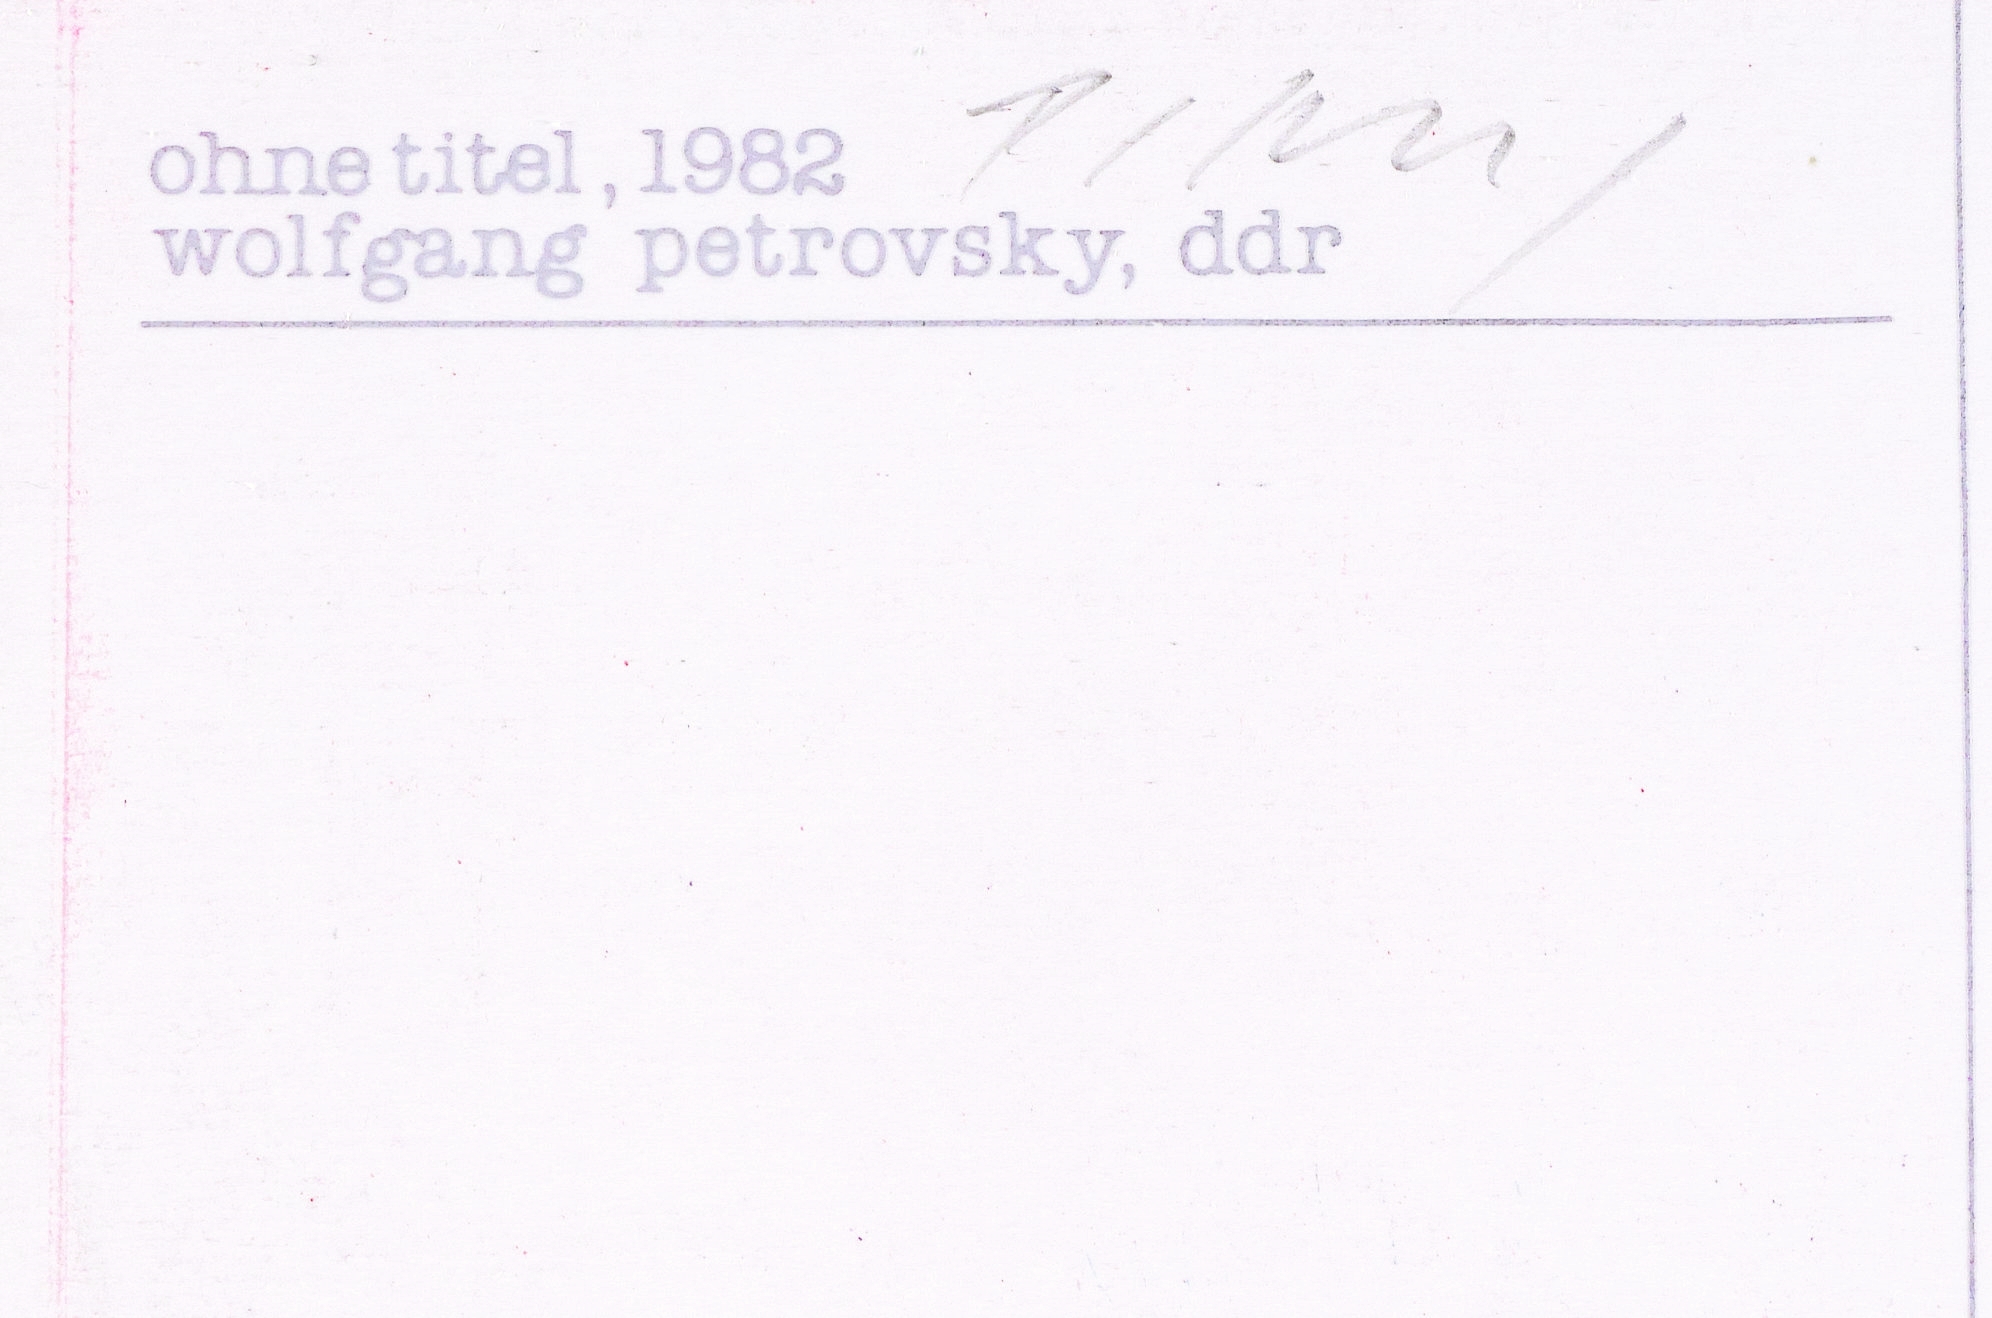 ohne titel, 1982
wolfgang petrovsky, ddr